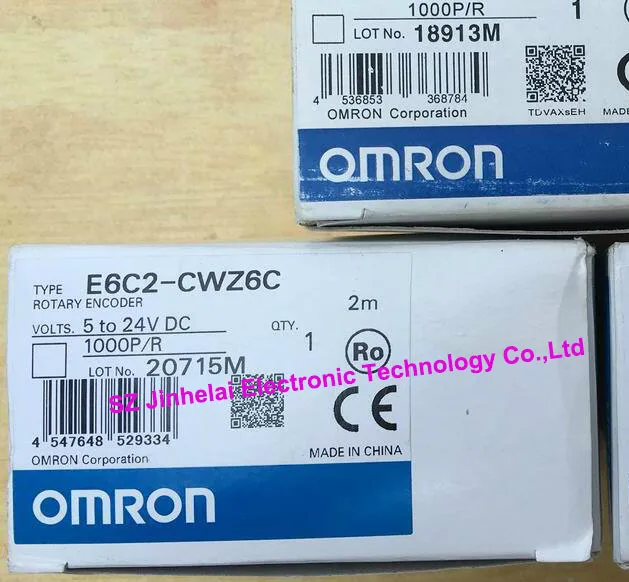 1000P/R 1
LOT No. 18913M
4 536853 368784
TDVAXsEH
OMRON Corporation MADE
OMRON
TYPE E6C2-CWZ6C
ROTARY ENCODER 2m
VOLTS. 5 to 24V DC QTY.
1000P/R 1
Ro
LOT No. 20715M
SZ Jinhelai Electronic Technology Co.,Ltd
4 547648 529334
CE
OMRON Corporation MADE IN CHINA
OMRON